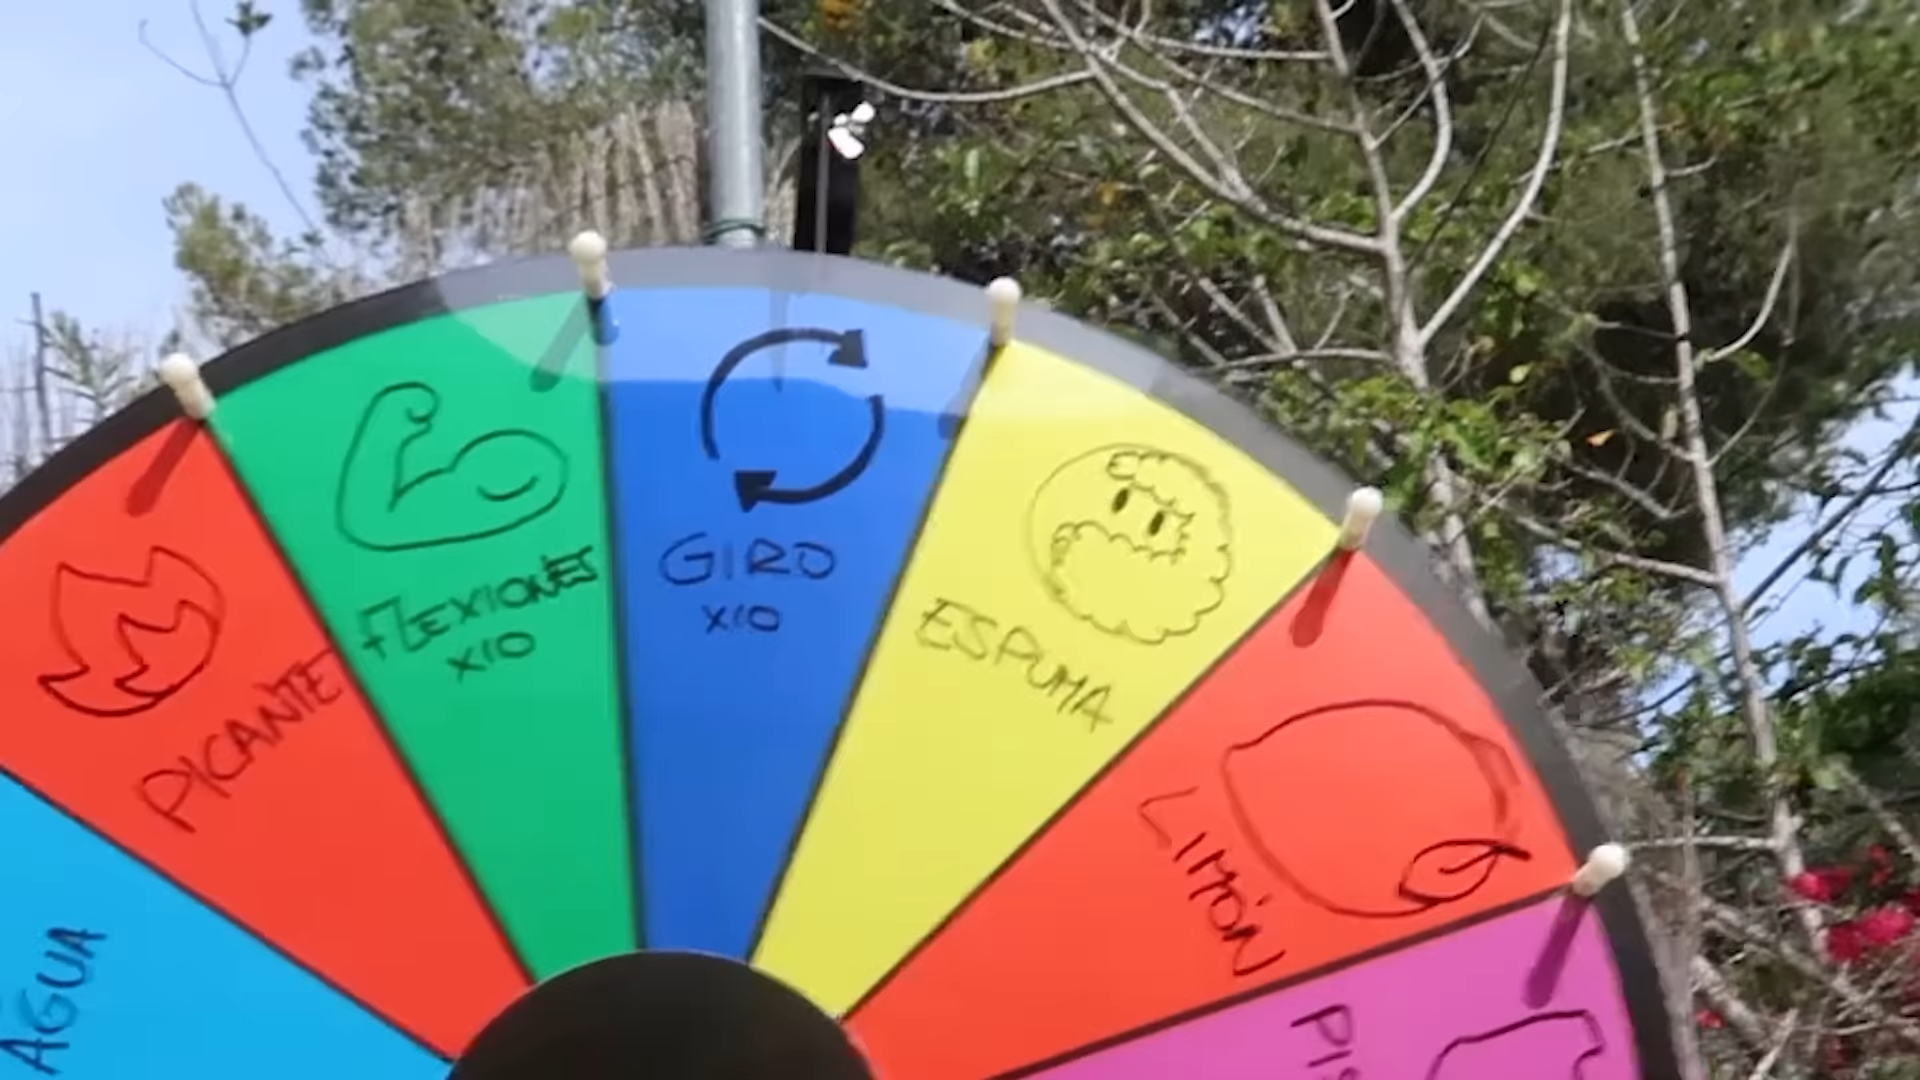 AGUA
PICANTE
FLEXIONES
X10
GIRO
X10
ESPUMA
LIMÓN